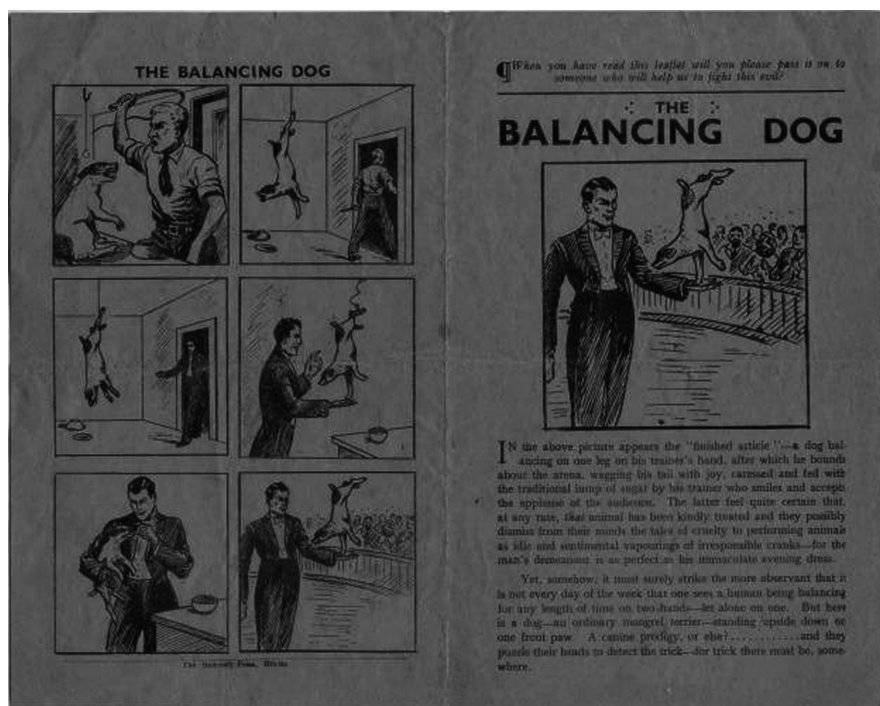 THE BALANCING DOG
When you have read this leaflet will you please pass it on to
someone who will help us to fight this evil?
THE
BALANCING DOG
IN the above picture appears the "finished article"—a dog bal-
ancing on one leg on his trainer's hand, after which he bounds
about the arena, wagging his tail with joy, caressed and fed with
the traditional lump of sugar by his trainer who smiles and accepts
the applause of the audience. The latter feel quite certain that,
at any rate, that animal has been kindly treated and they possibly
dismiss from their minds the tales of cruelty to performing animals
as idle and sentimental vapourings of irresponsible cranks—for the
man's demeanour is as perfect as his immaculate evening dress.
Yet, somehow, it must surely strike the more observant that it
is not every day of the week that one sees a human being balancing
for any length of time on two hands—let alone on one. But here
is a dog—an ordinary mongrel terrier—standing upside down on
one front paw. A canine prodigy, or else?............and they
puzzle their heads to detect the trick—for trick there must be, some-
where.
The Press,